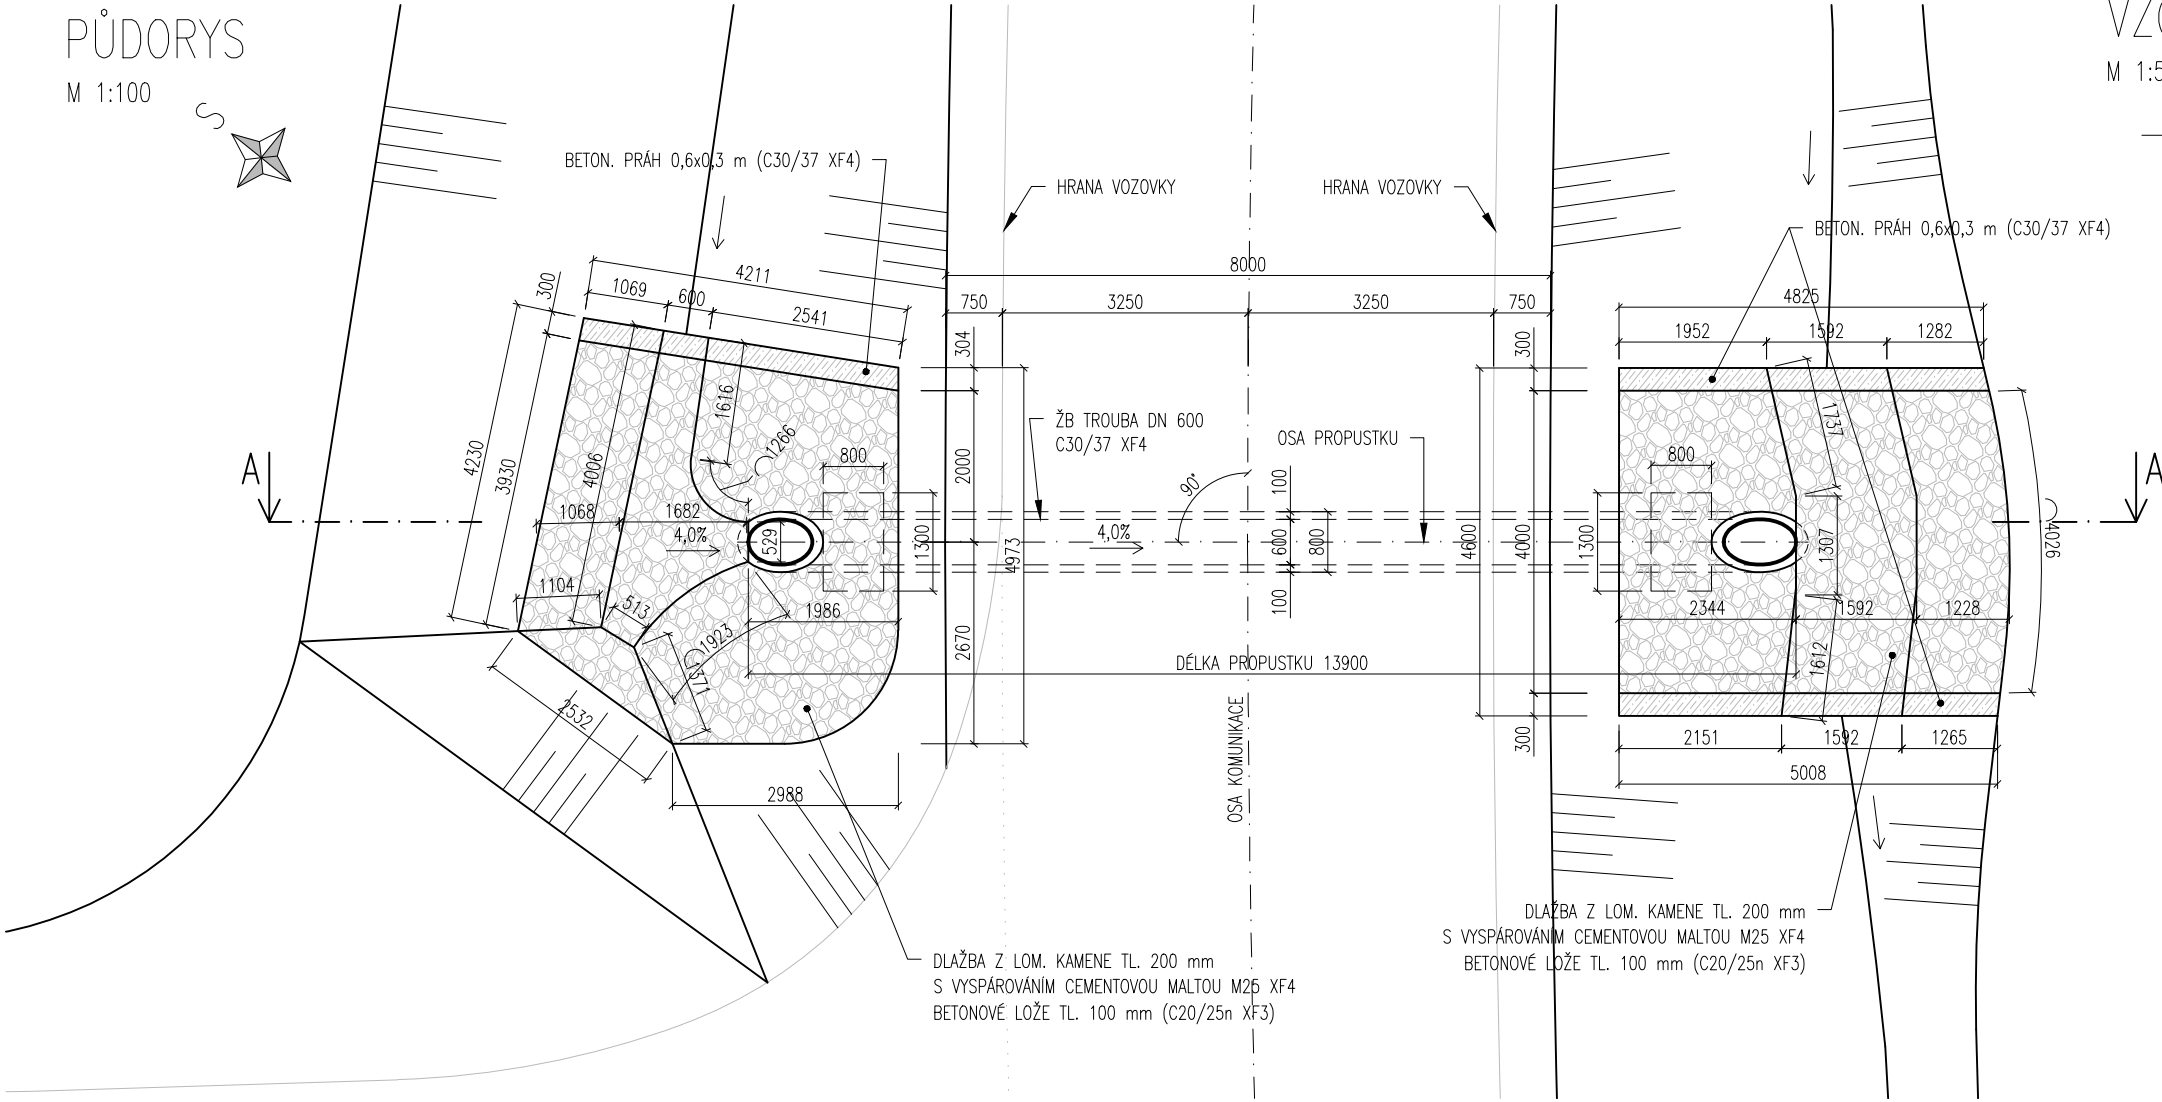 PŮDORYS
M 1:100
S
VZO
M 1:5
BETON. PRÁH 0,6x0,3 m (C30/37 XF4)
HRANA VOZOVKY
HRANA VOZOVKY
BETON. PRÁH 0,6x0,3 m (C30/37 XF4)
8000
750
3250
3250
750
4211
1069
600
2541
300
4230
3930
4006
1616
1266
1068
1682
4,0%
529
800
1300
1104
513
1923
1371
1986
2532
2988
304
2000
4973
2670
A
A
ŽB TROUBA DN 600
C30/37 XF4
OSA PROPUSTKU
90°
4,0%
100
600
800
100
DÉLKA PROPUSTKU 13900
OSA KOMUNIKACE
300
4600
4000
300
4825
1952
1592
1282
1737
800
1300
1307
2344
1592
1228
1612
4026
2151
1592
1265
5008
DLAŽBA Z LOM. KAMENE TL. 200 mm
S VYSPÁROVÁNÍM CEMENTOVOU MALTOU M25 XF4
BETONOVÉ LOŽE TL. 100 mm (C20/25n XF3)
DLAŽBA Z LOM. KAMENE TL. 200 mm
S VYSPÁROVÁNÍM CEMENTOVOU MALTOU M25 XF4
BETONOVÉ LOŽE TL. 100 mm (C20/25n XF3)